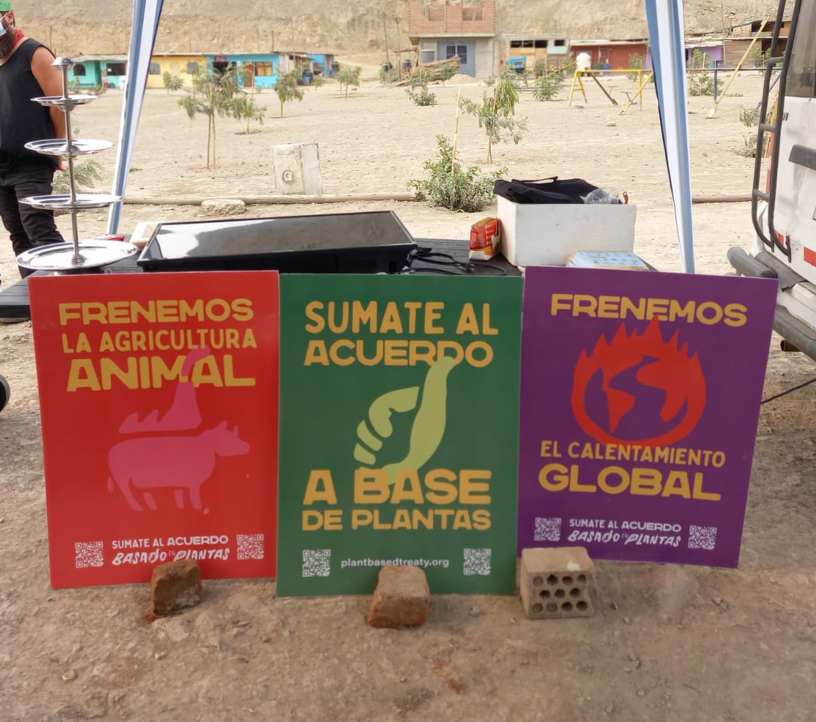 FRENEMOS
LA AGRICULTURA
ANIMAL
SUMATE AL ACUERDO
BASADO EN PLANTAS
SUMATE AL
ACUERDO
A BASE
DE PLANTAS
plantbasedtreaty.org
FRENEMOS
EL CALENTAMIENTO
GLOBAL
SUMATE AL ACUERDO
BASADO EN PLANTAS